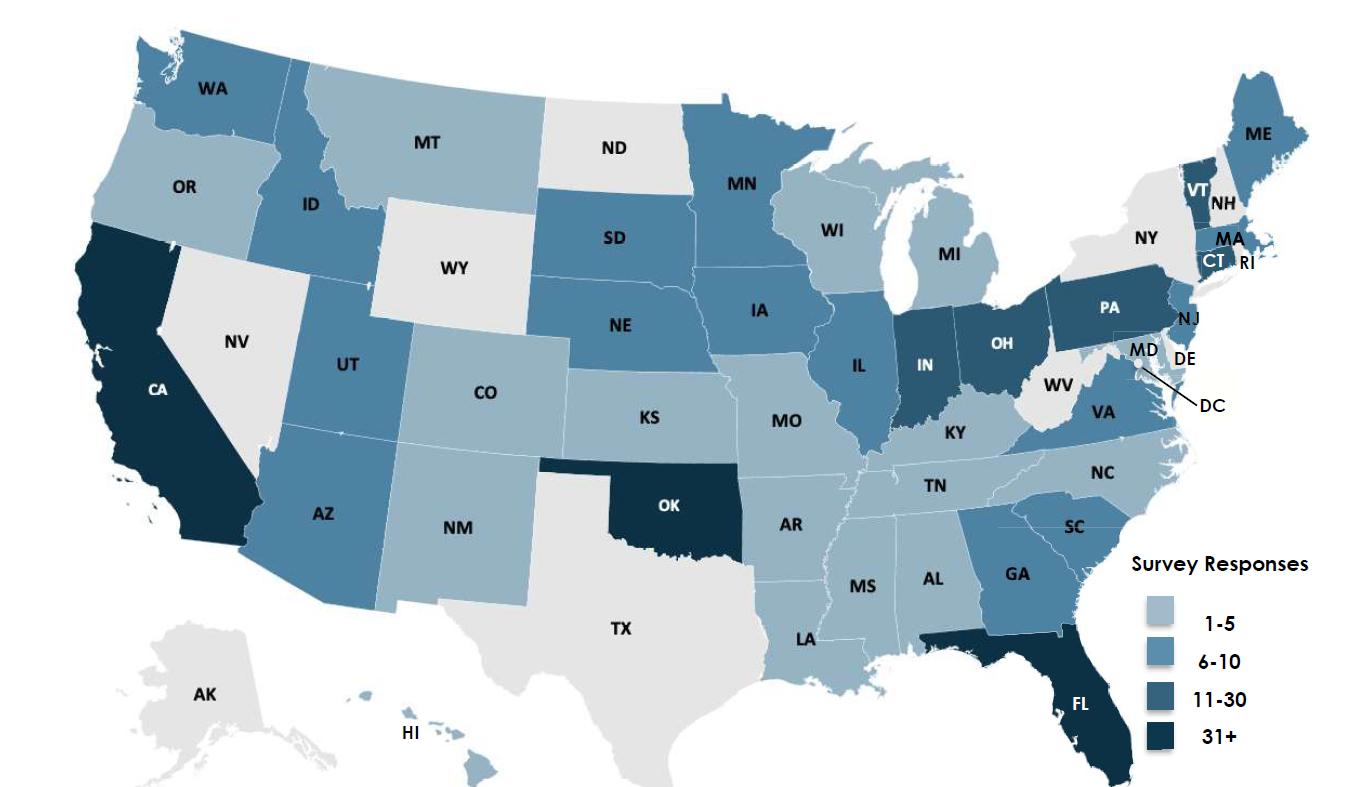 WA
MT
ND
ME
MN
OR
VT
ID
NH
WI
SD
NY
MA
MI
CT
RI
WY
PA
IA
NJ
NE
NV
OH
MD
DE
UT
IL
IN
WV
CA
CO
DC
VA
KS
MO
KY
NC
TN
OK
AZ
AR
NM
SC
Survey Responses
GA
AL
MS
1-5
TX
LA
6-10
AK
11-30
FL
HI
31+